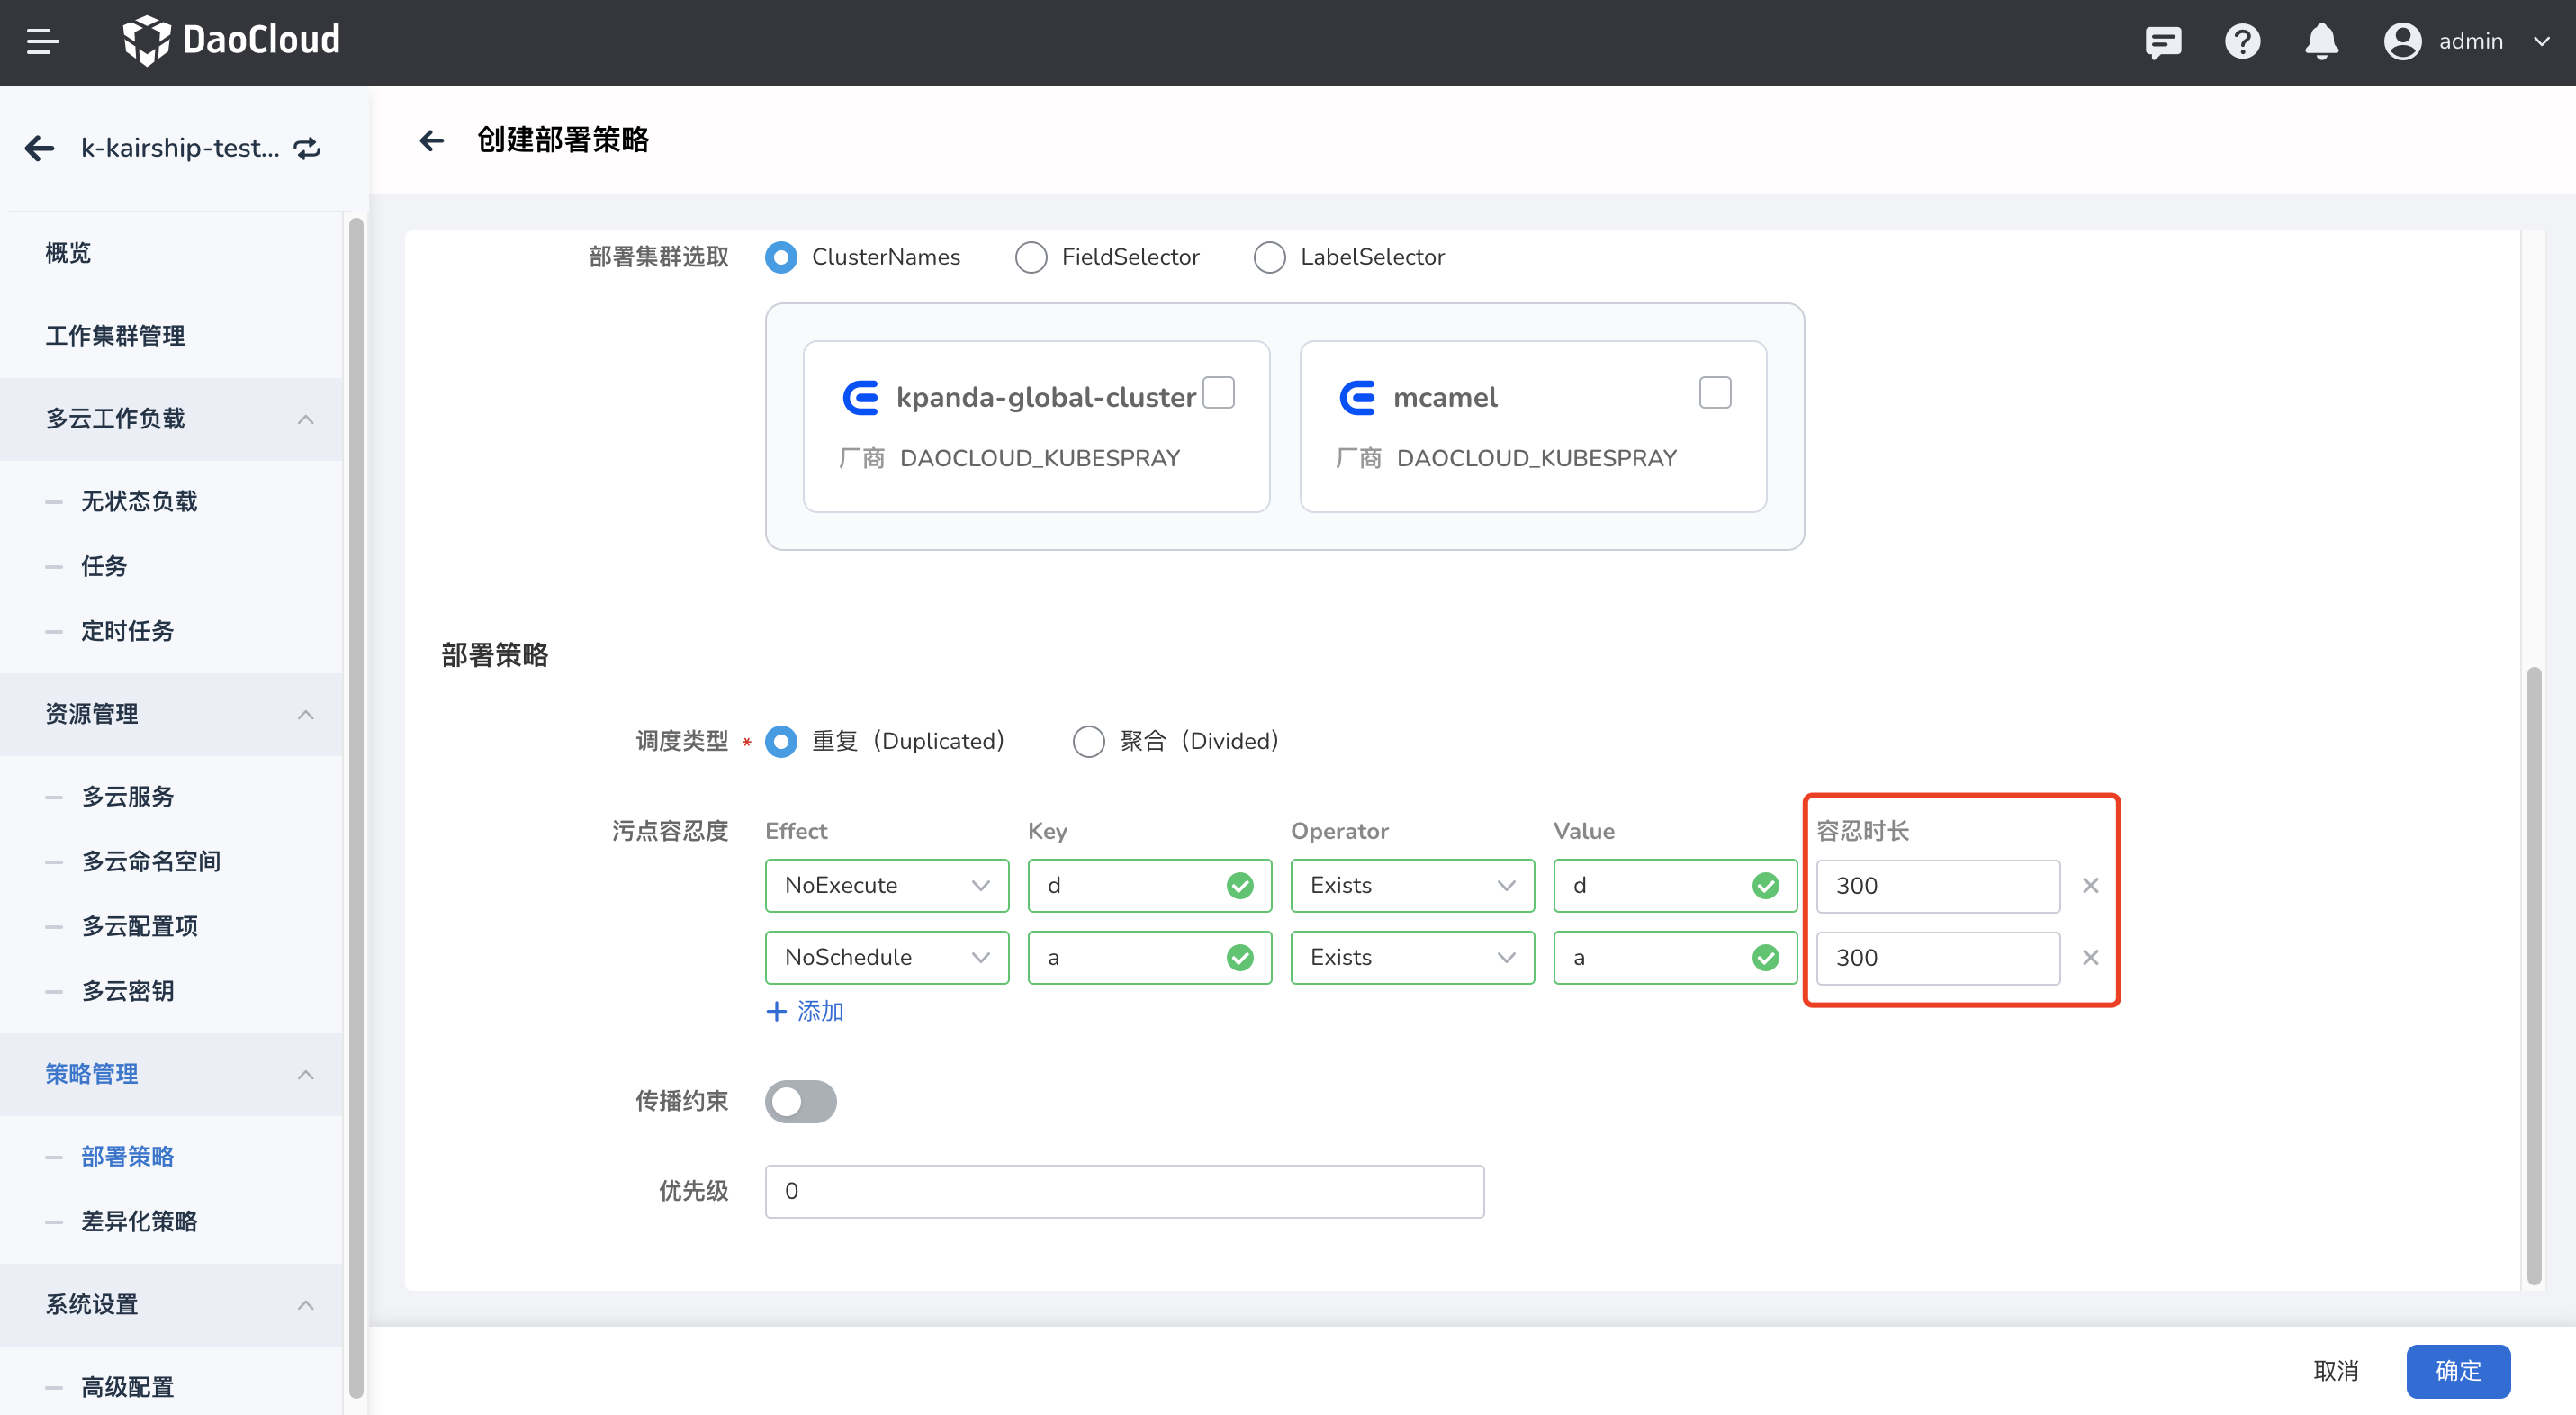 DaoCloud
admin
k-kairship-test...
概览
工作集群管理
多云工作负载
无状态负载
任务
定时任务
资源管理
多云服务
多云命名空间
多云配置项
多云密钥
策略管理
部署策略
差异化策略
系统设置
高级配置
创建部署策略
部署集群选取 ClusterNames FieldSelector LabelSelector
kpanda-global-cluster
厂商 DAOCLOUD_KUBESPRAY
mcamel
厂商 DAOCLOUD_KUBESPRAY
部署策略
调度类型 * 重复（Duplicated） 聚合（Divided）
污点容忍度 Effect Key Operator Value 容忍时长
NoExecute d Exists d 300
NoSchedule a Exists a 300
添加
传播约束
优先级 0
取消 确定